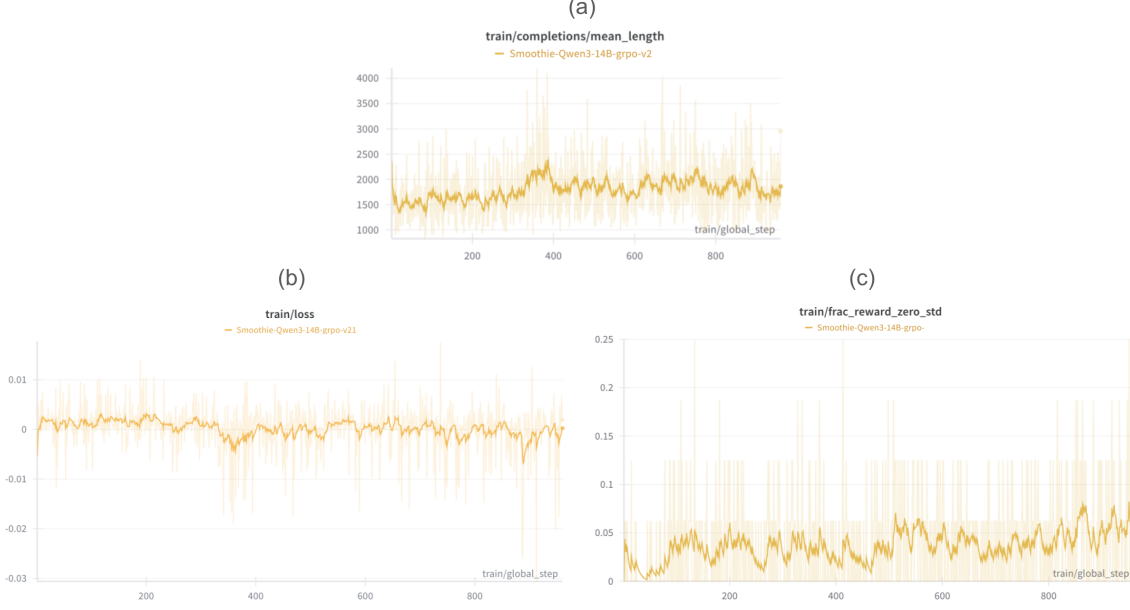 (a)
train/completions/mean_length
Smoothie-Qwen3-14B-grpo-v2
4000
3500
3000
2500
2000
1500
1000
train/global_step
200
400
600
800
(b)
train/loss
Smoothie-Qwen3-14B-grpo-v21
0.01
0
-0.01
-0.02
-0.03
train/global_step
200
400
600
800
(c)
train/frac_reward_zero_std
Smoothie-Qwen3-14B-grpo-
0.25
0.2
0.15
0.1
0.05
0
train/global_step
200
400
600
800